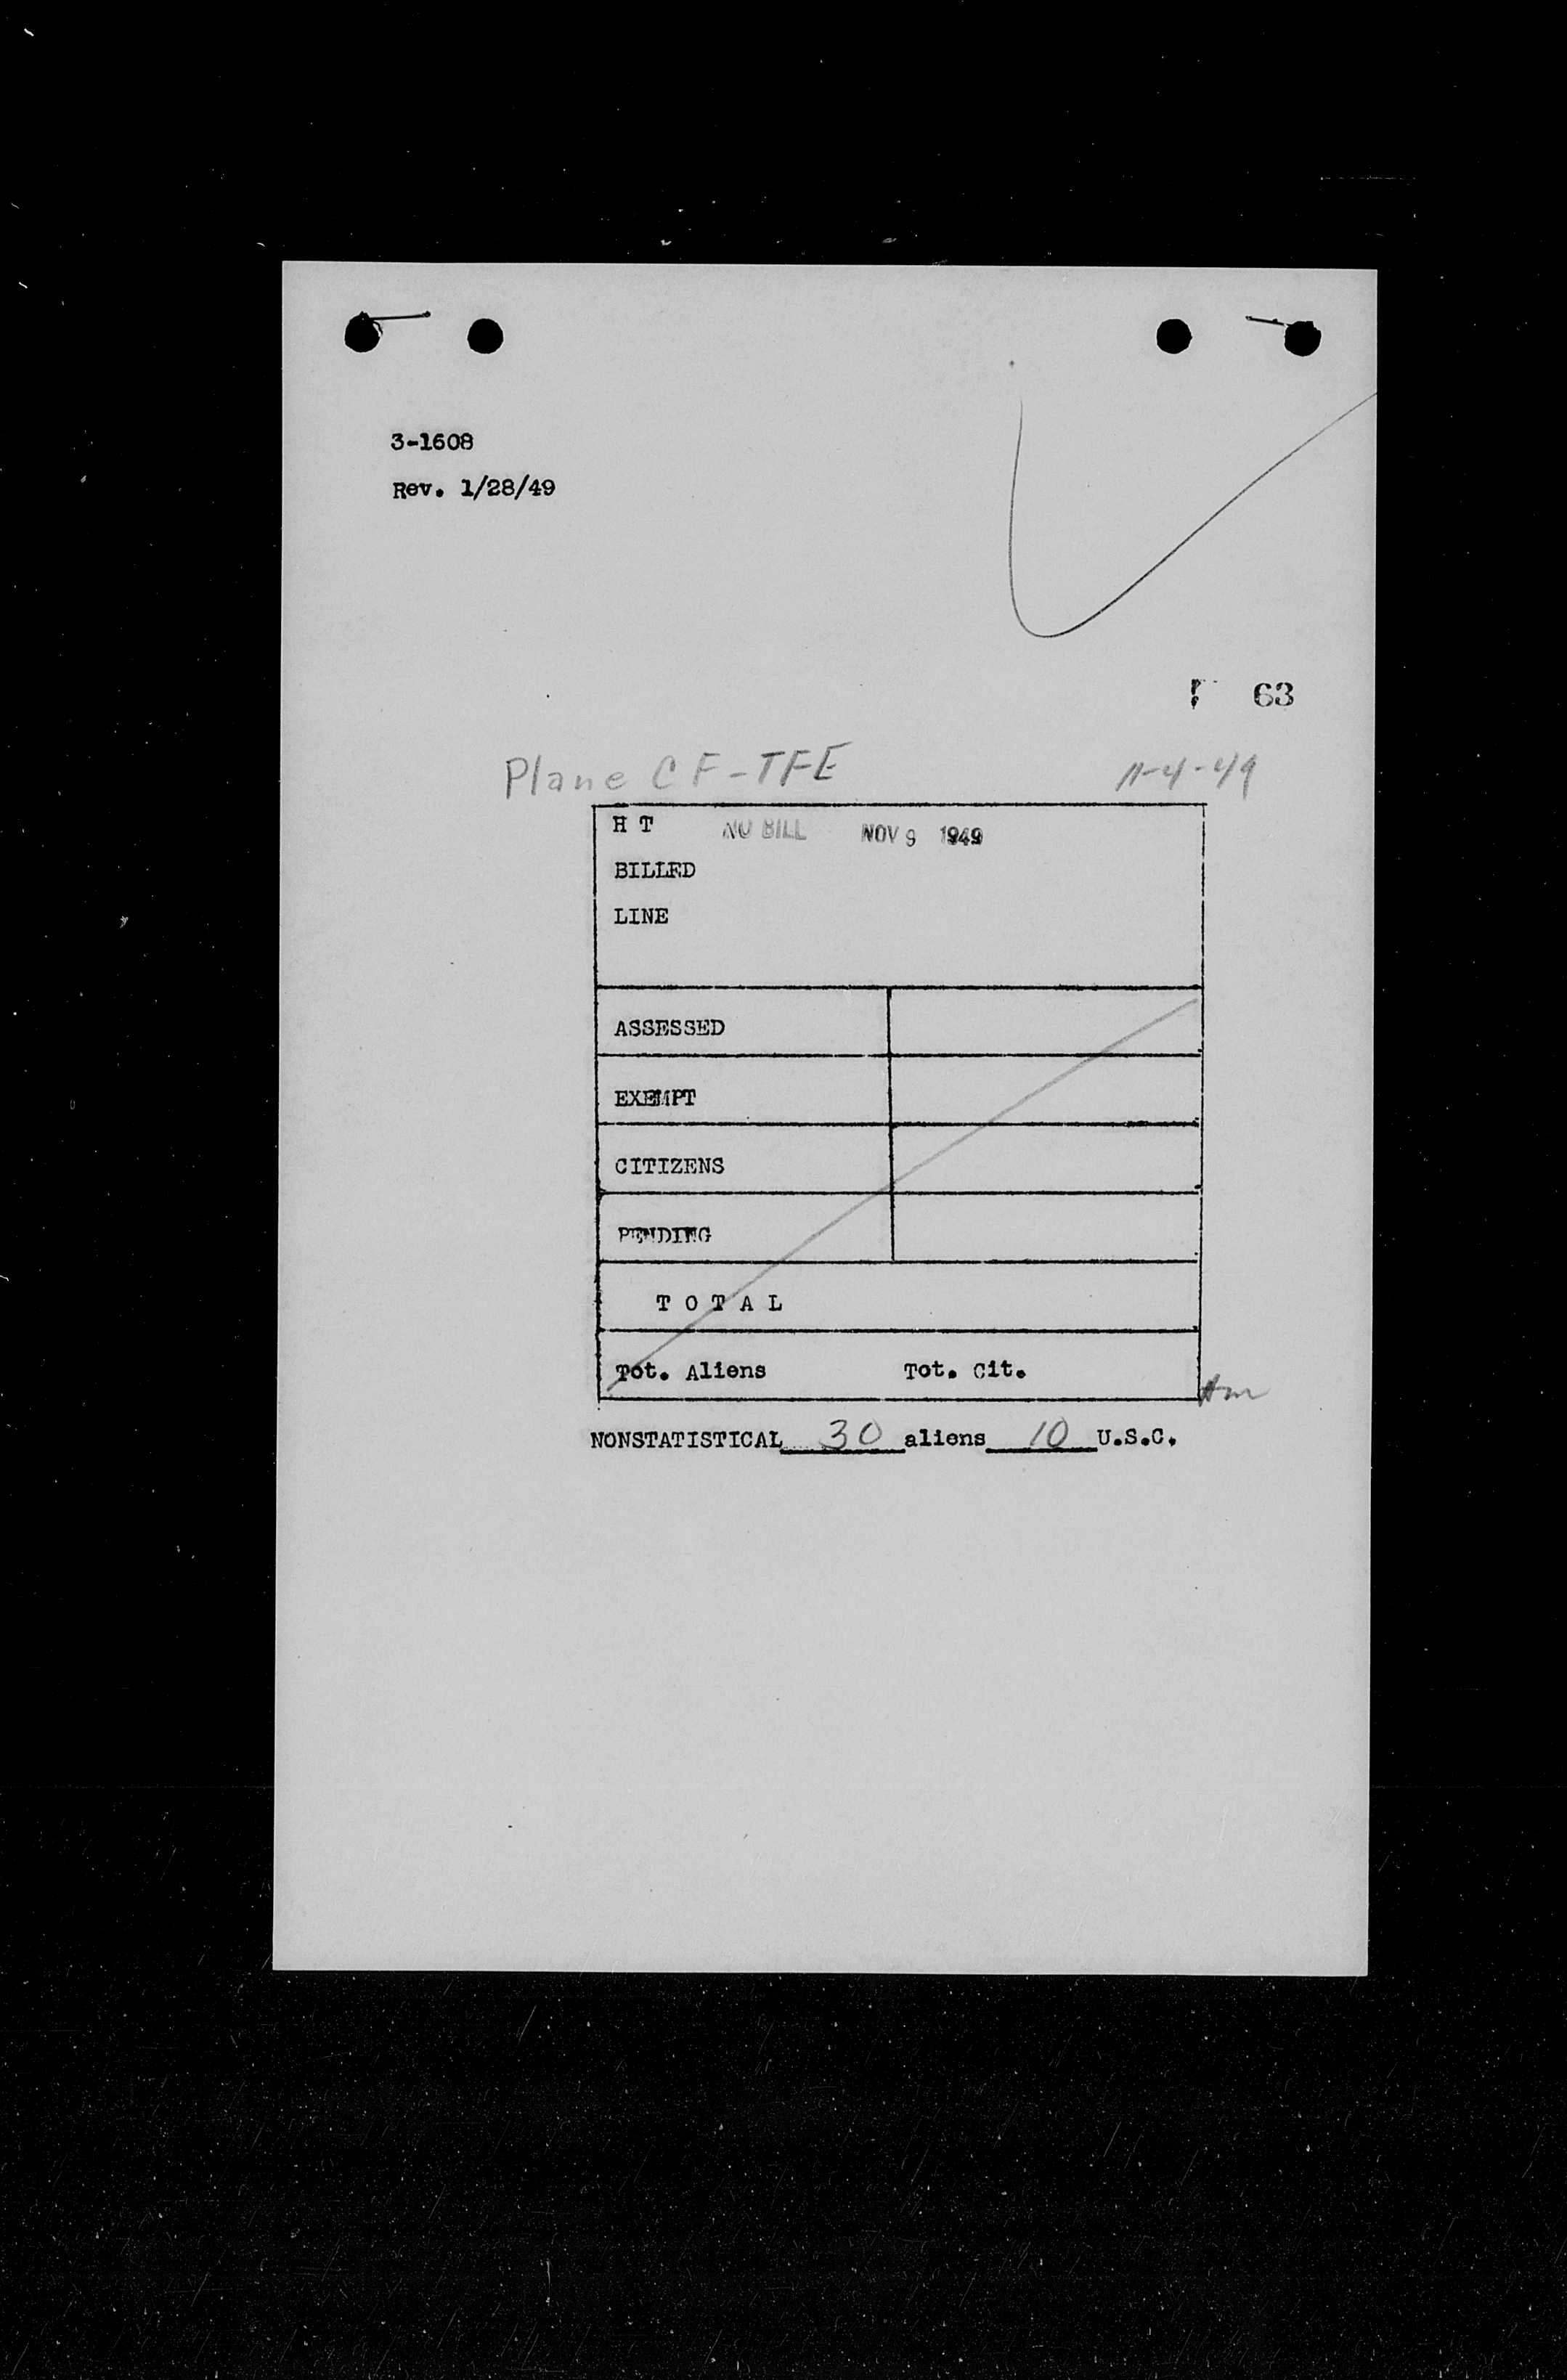 3-1608
Rev. 1/28/49
63
Plane CF-TFE 11-4-49
H T NO BILL NOV 9 1949
BILLED
LINE
ASSESSED
EXEMPT
CITIZENS
PENDING
T O T A L
Tot. Aliens Tot. Cit.
NONSTATISTICAL 30 aliens 10 U.S.C.